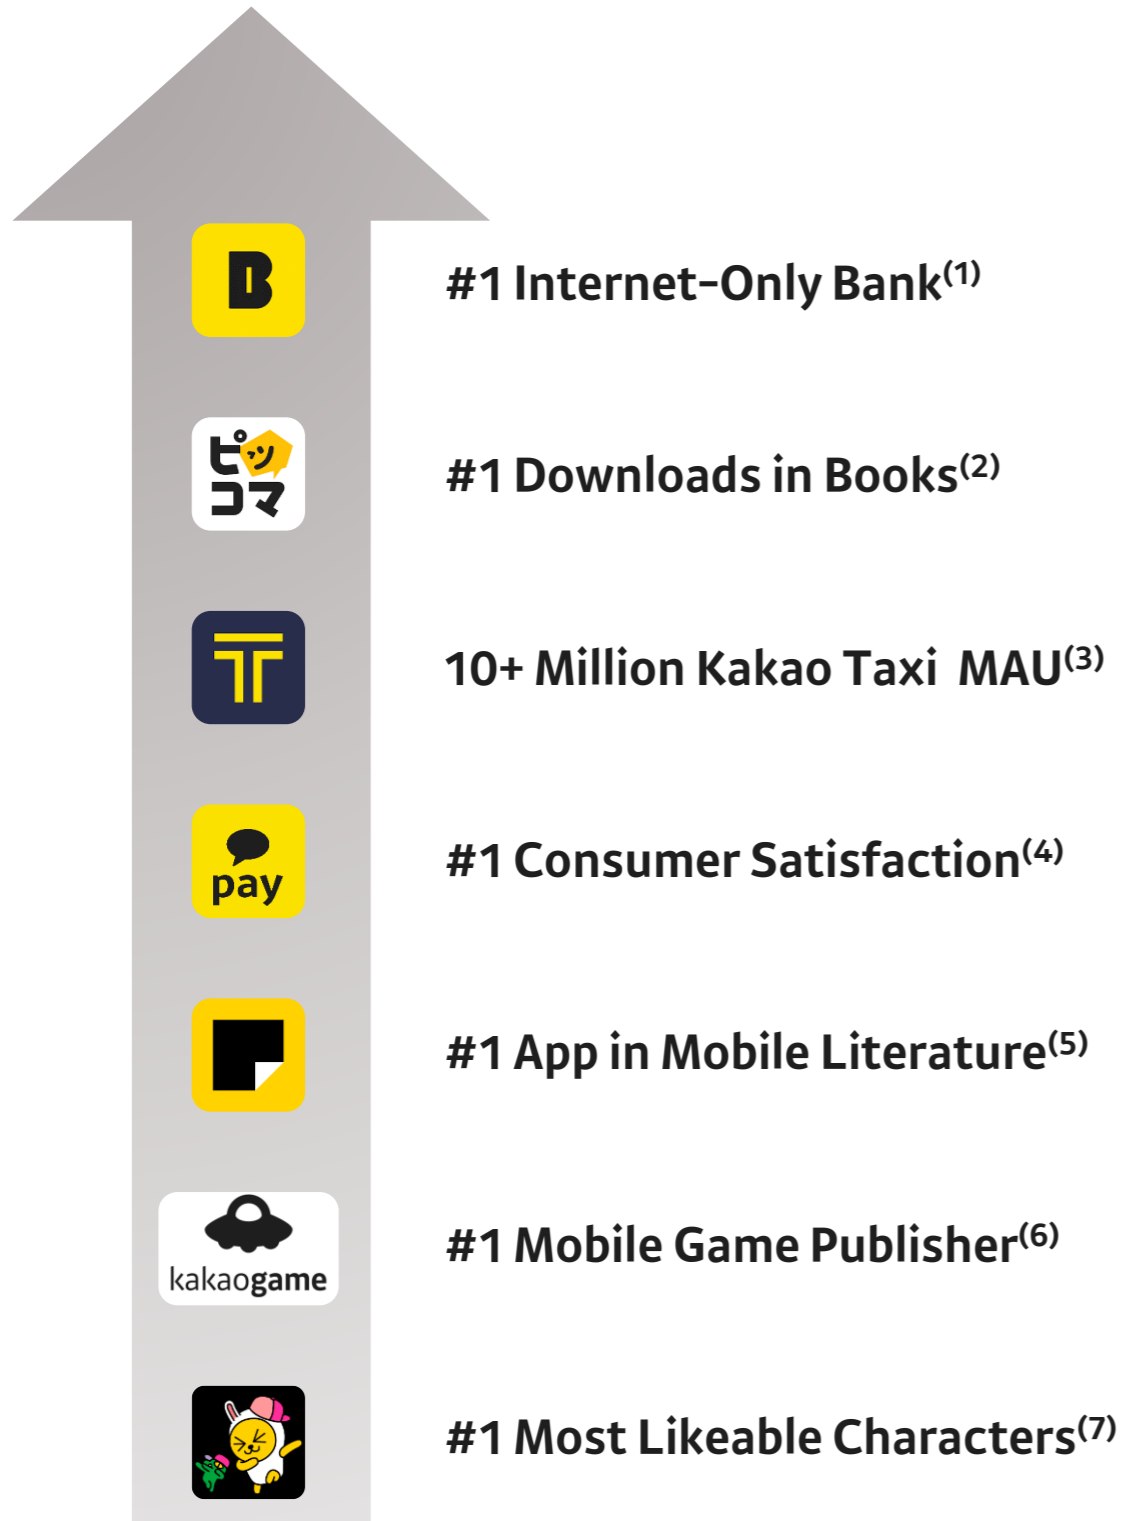 B
#1 Internet-Only Bank(1)
ピッ
コマ
#1 Downloads in Books(2)
T
10+ Million Kakao Taxi MAU(3)
pay
#1 Consumer Satisfaction(4)
#1 App in Mobile Literature(5)
kakaogame
#1 Mobile Game Publisher(6)
#1 Most Likeable Characters(7)